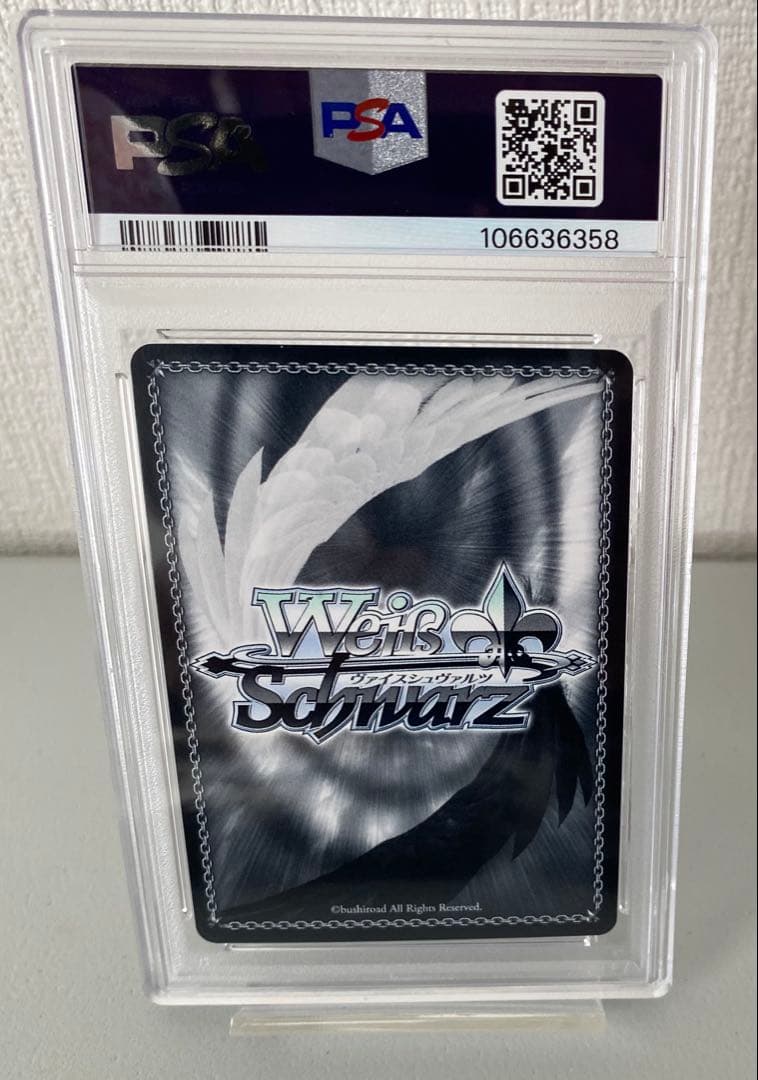 PSA
PSA
106636358
Weiß
ヴァイスシュヴァルツ
Schwarz
©bushiroad All Rights Reserved.